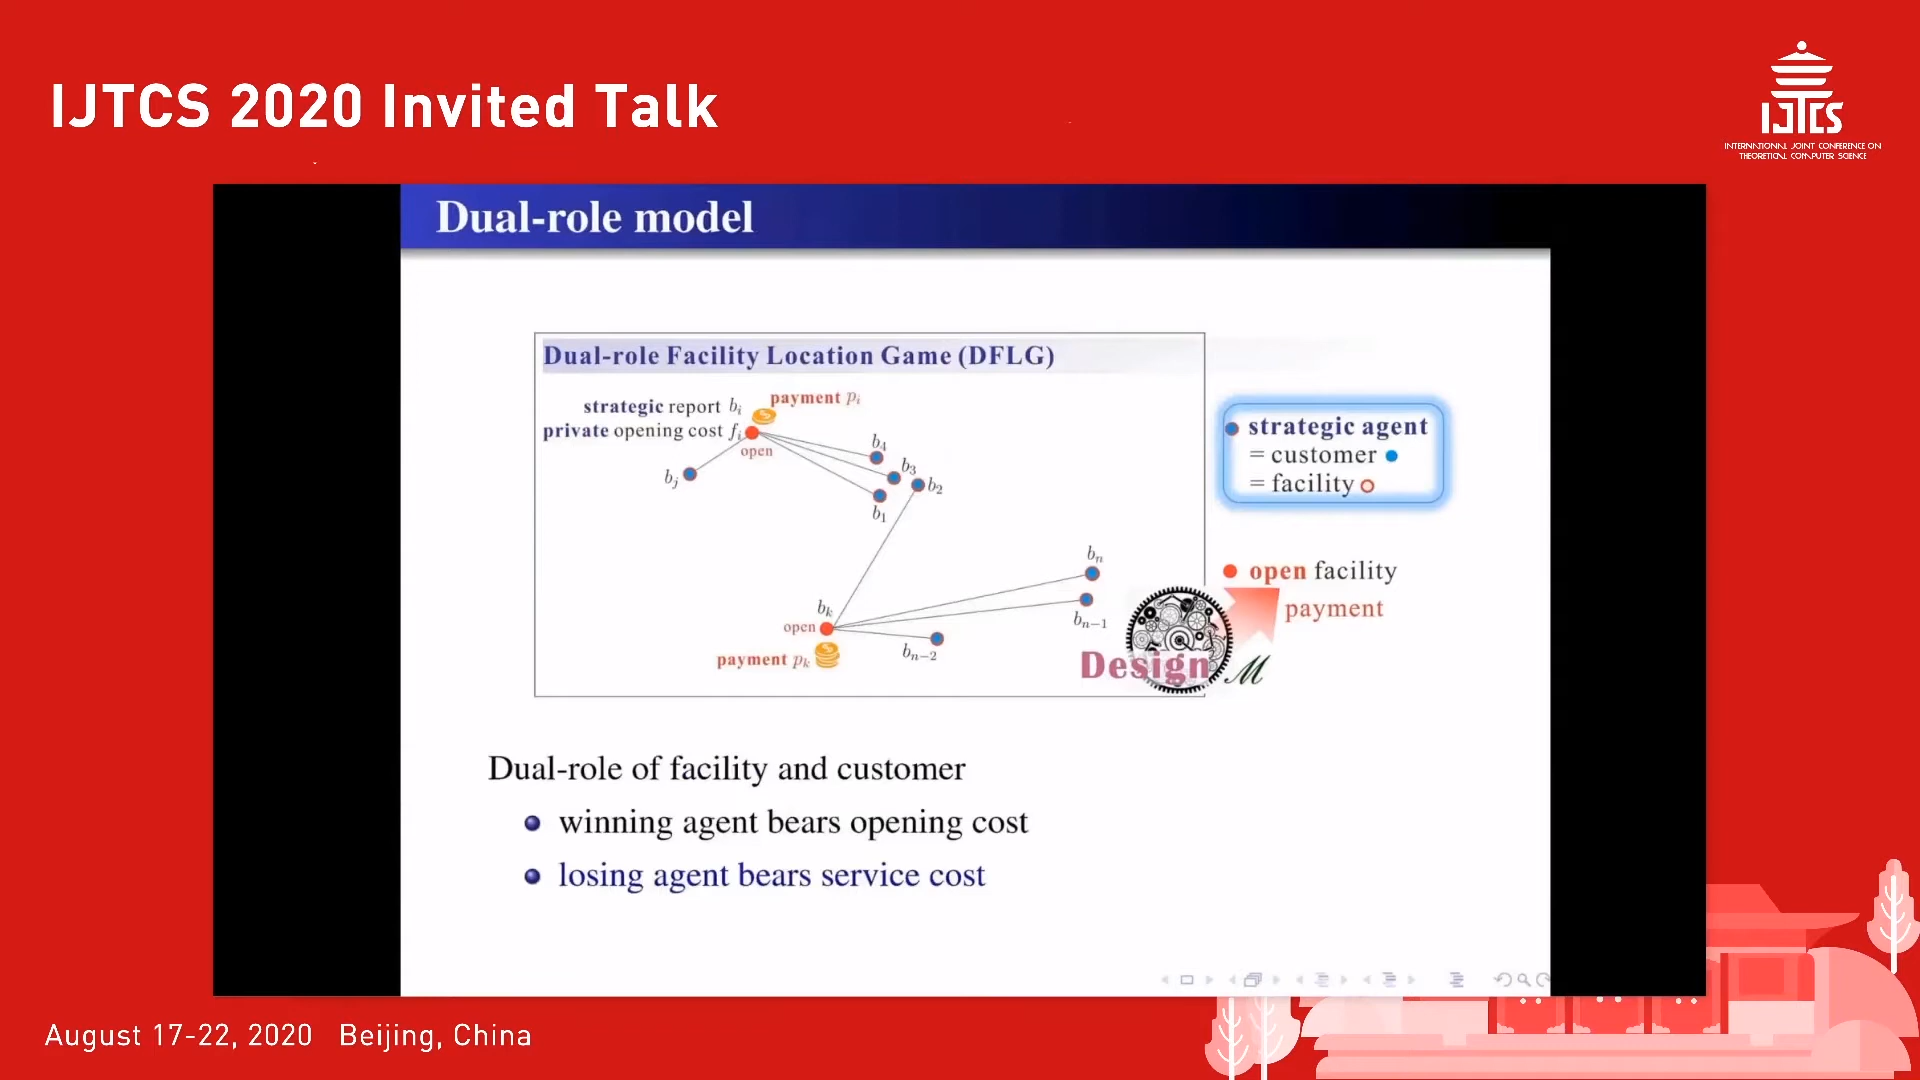 IJTCS 2020 Invited Talk
IJTCS
INTERNATIONAL JOINT CONFERENCE ON
THEORETICAL COMPUTER SCIENCE
Dual-role model
Dual-role Facility Location Game (DFLG)
strategic report b_i
payment p_i
private opening cost f_i
open
b_j
b_4
b_3
b_2
b_1
b_n
b_{n-1}
b_k
open
b_{n-2}
payment p_k
strategic agent
= customer
= facility
open facility
payment
Design M
Dual-role of facility and customer
winning agent bears opening cost
losing agent bears service cost
August 17-22, 2020 Beijing, China